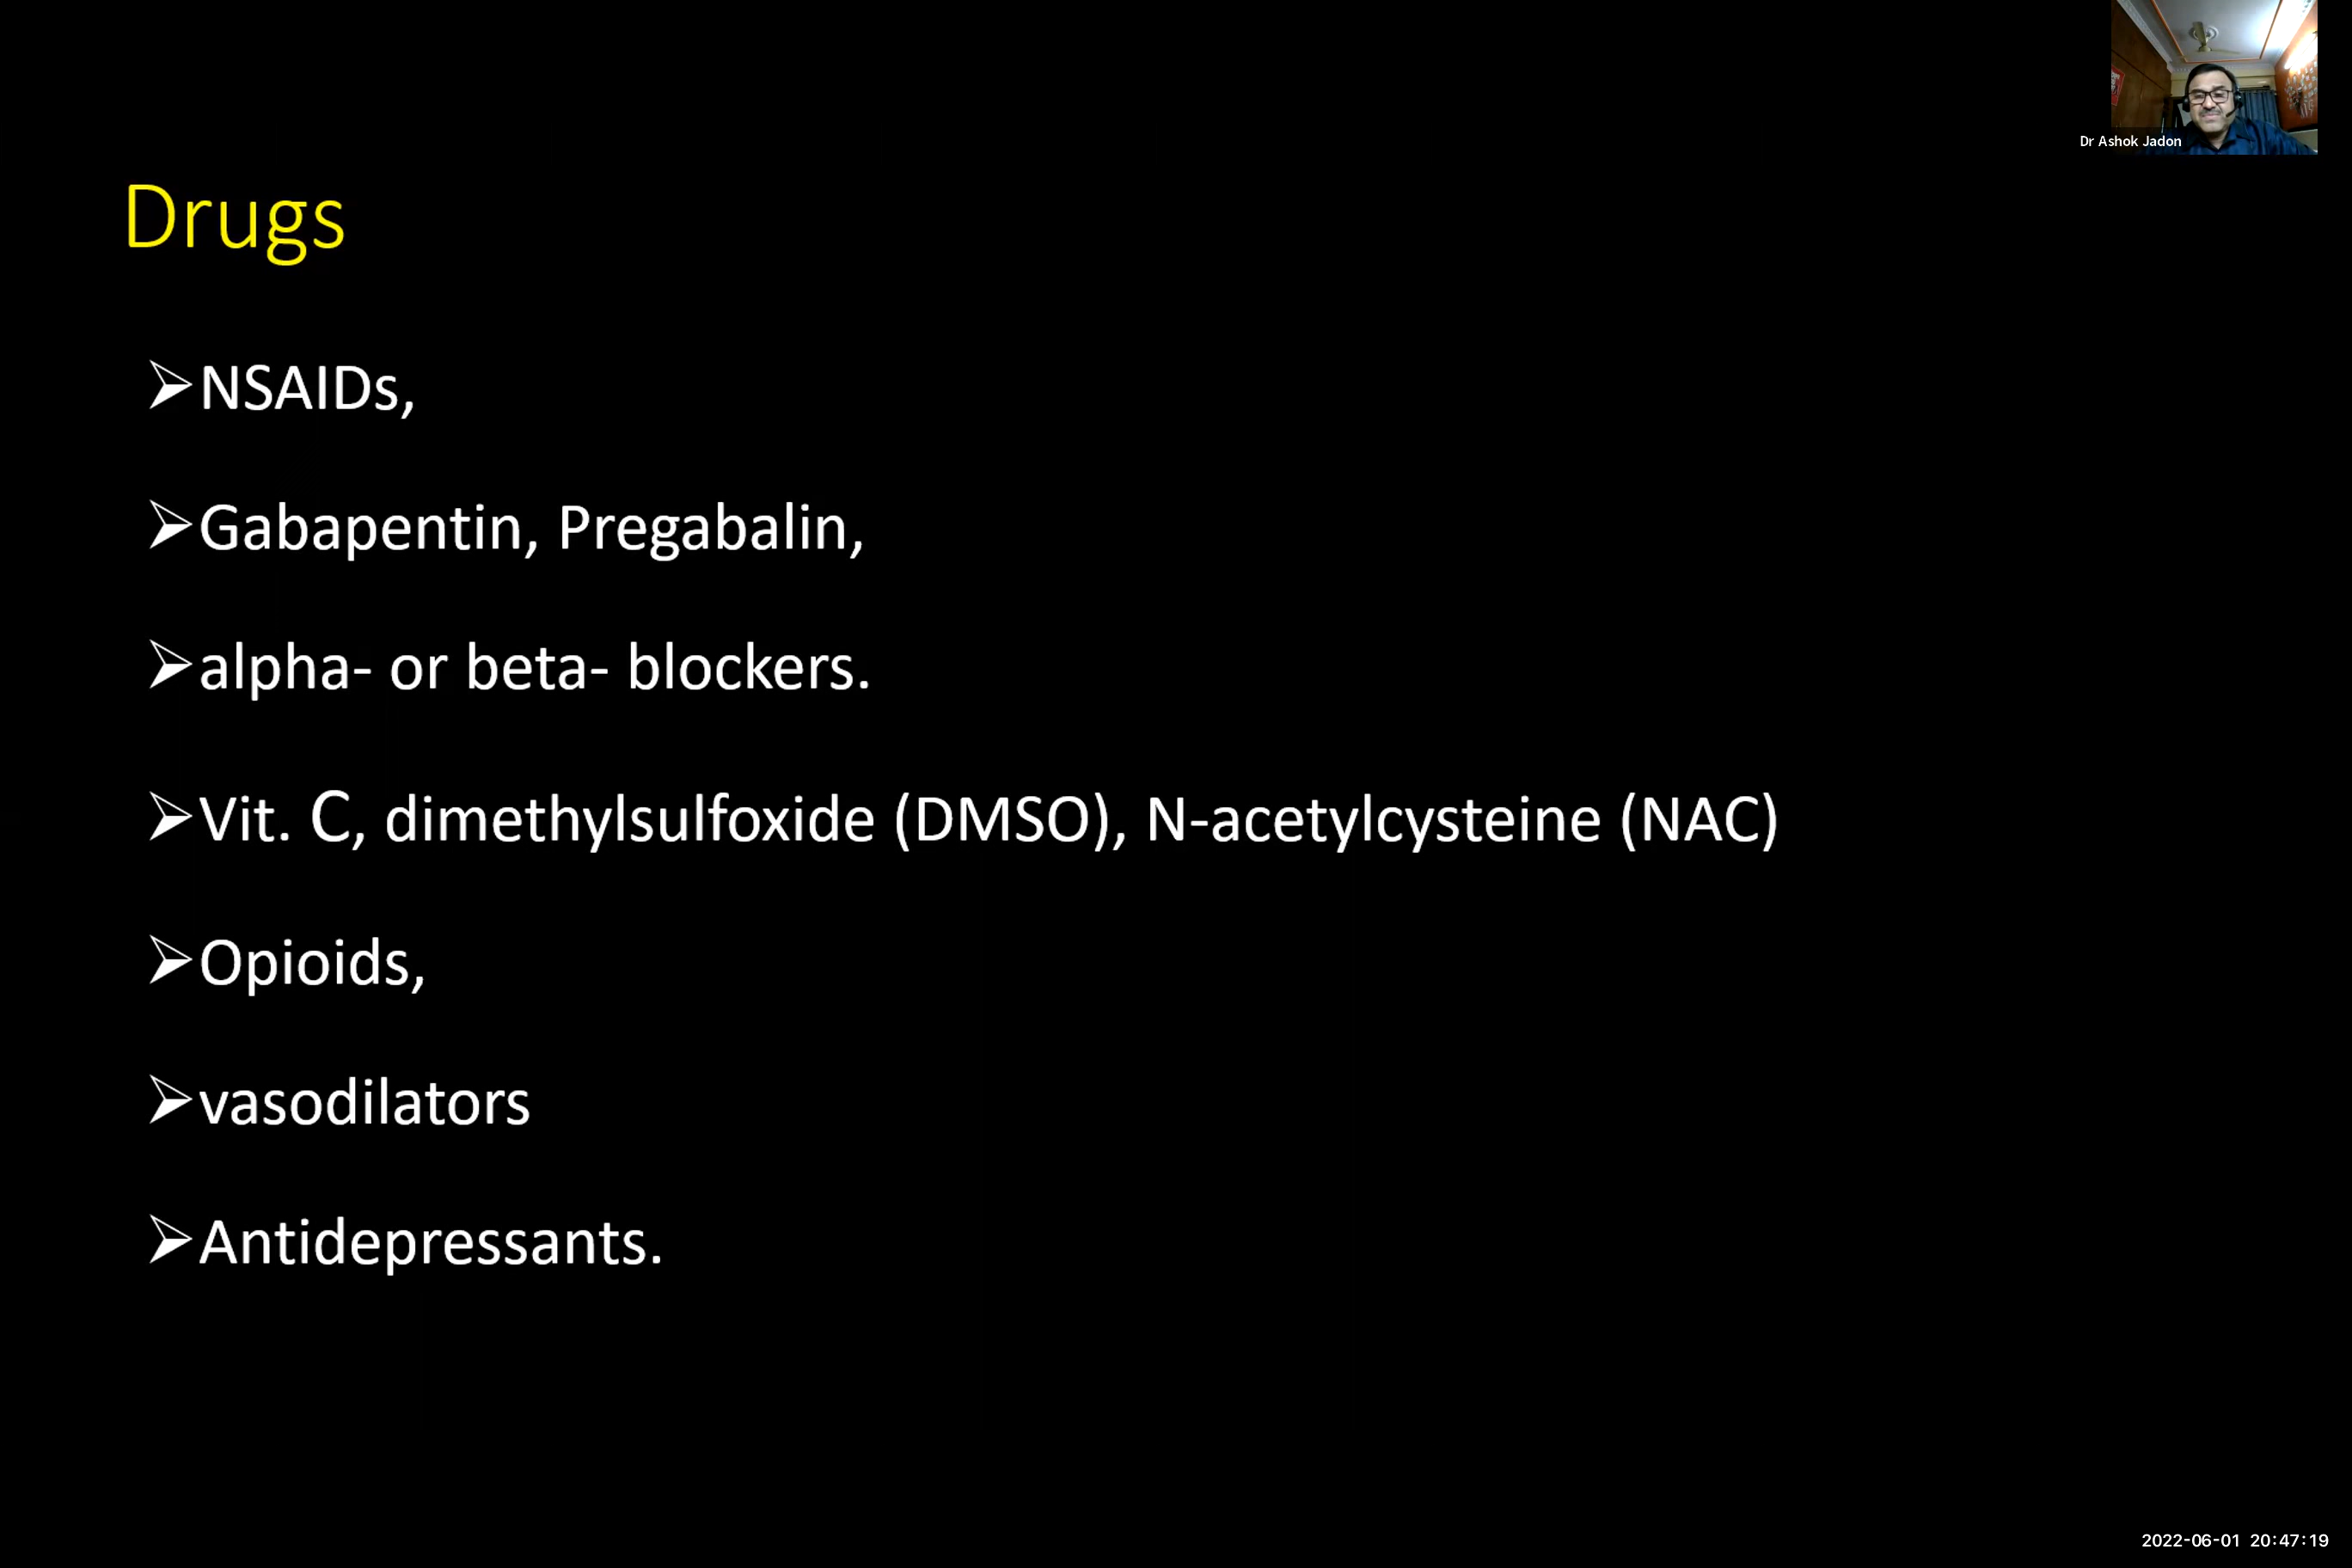 Dr Ashok Jadon
Drugs
➢NSAIDs,
➢Gabapentin, Pregabalin,
➢alpha- or beta- blockers.
➢Vit. C, dimethylsulfoxide (DMSO), N-acetylcysteine (NAC)
➢Opioids,
➢vasodilators
➢Antidepressants.
2022-06-01 20:47:19